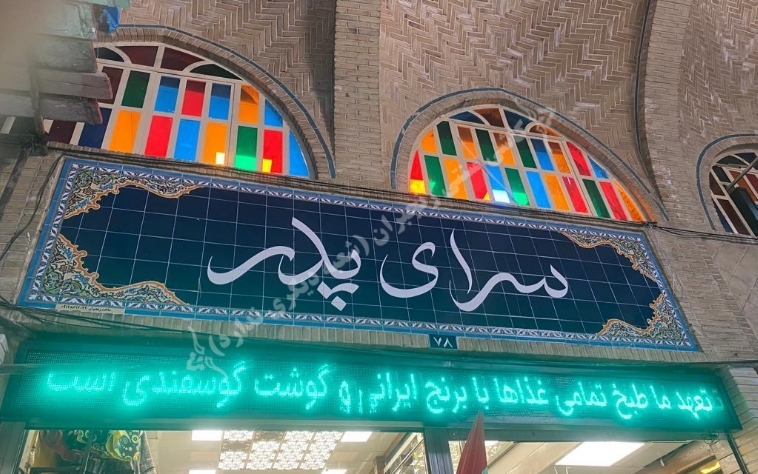 سرای پدر
۷۸
تعهد ما طبخ تمامی غذاها با برنج ایرانی و گوشت گوسفندی است